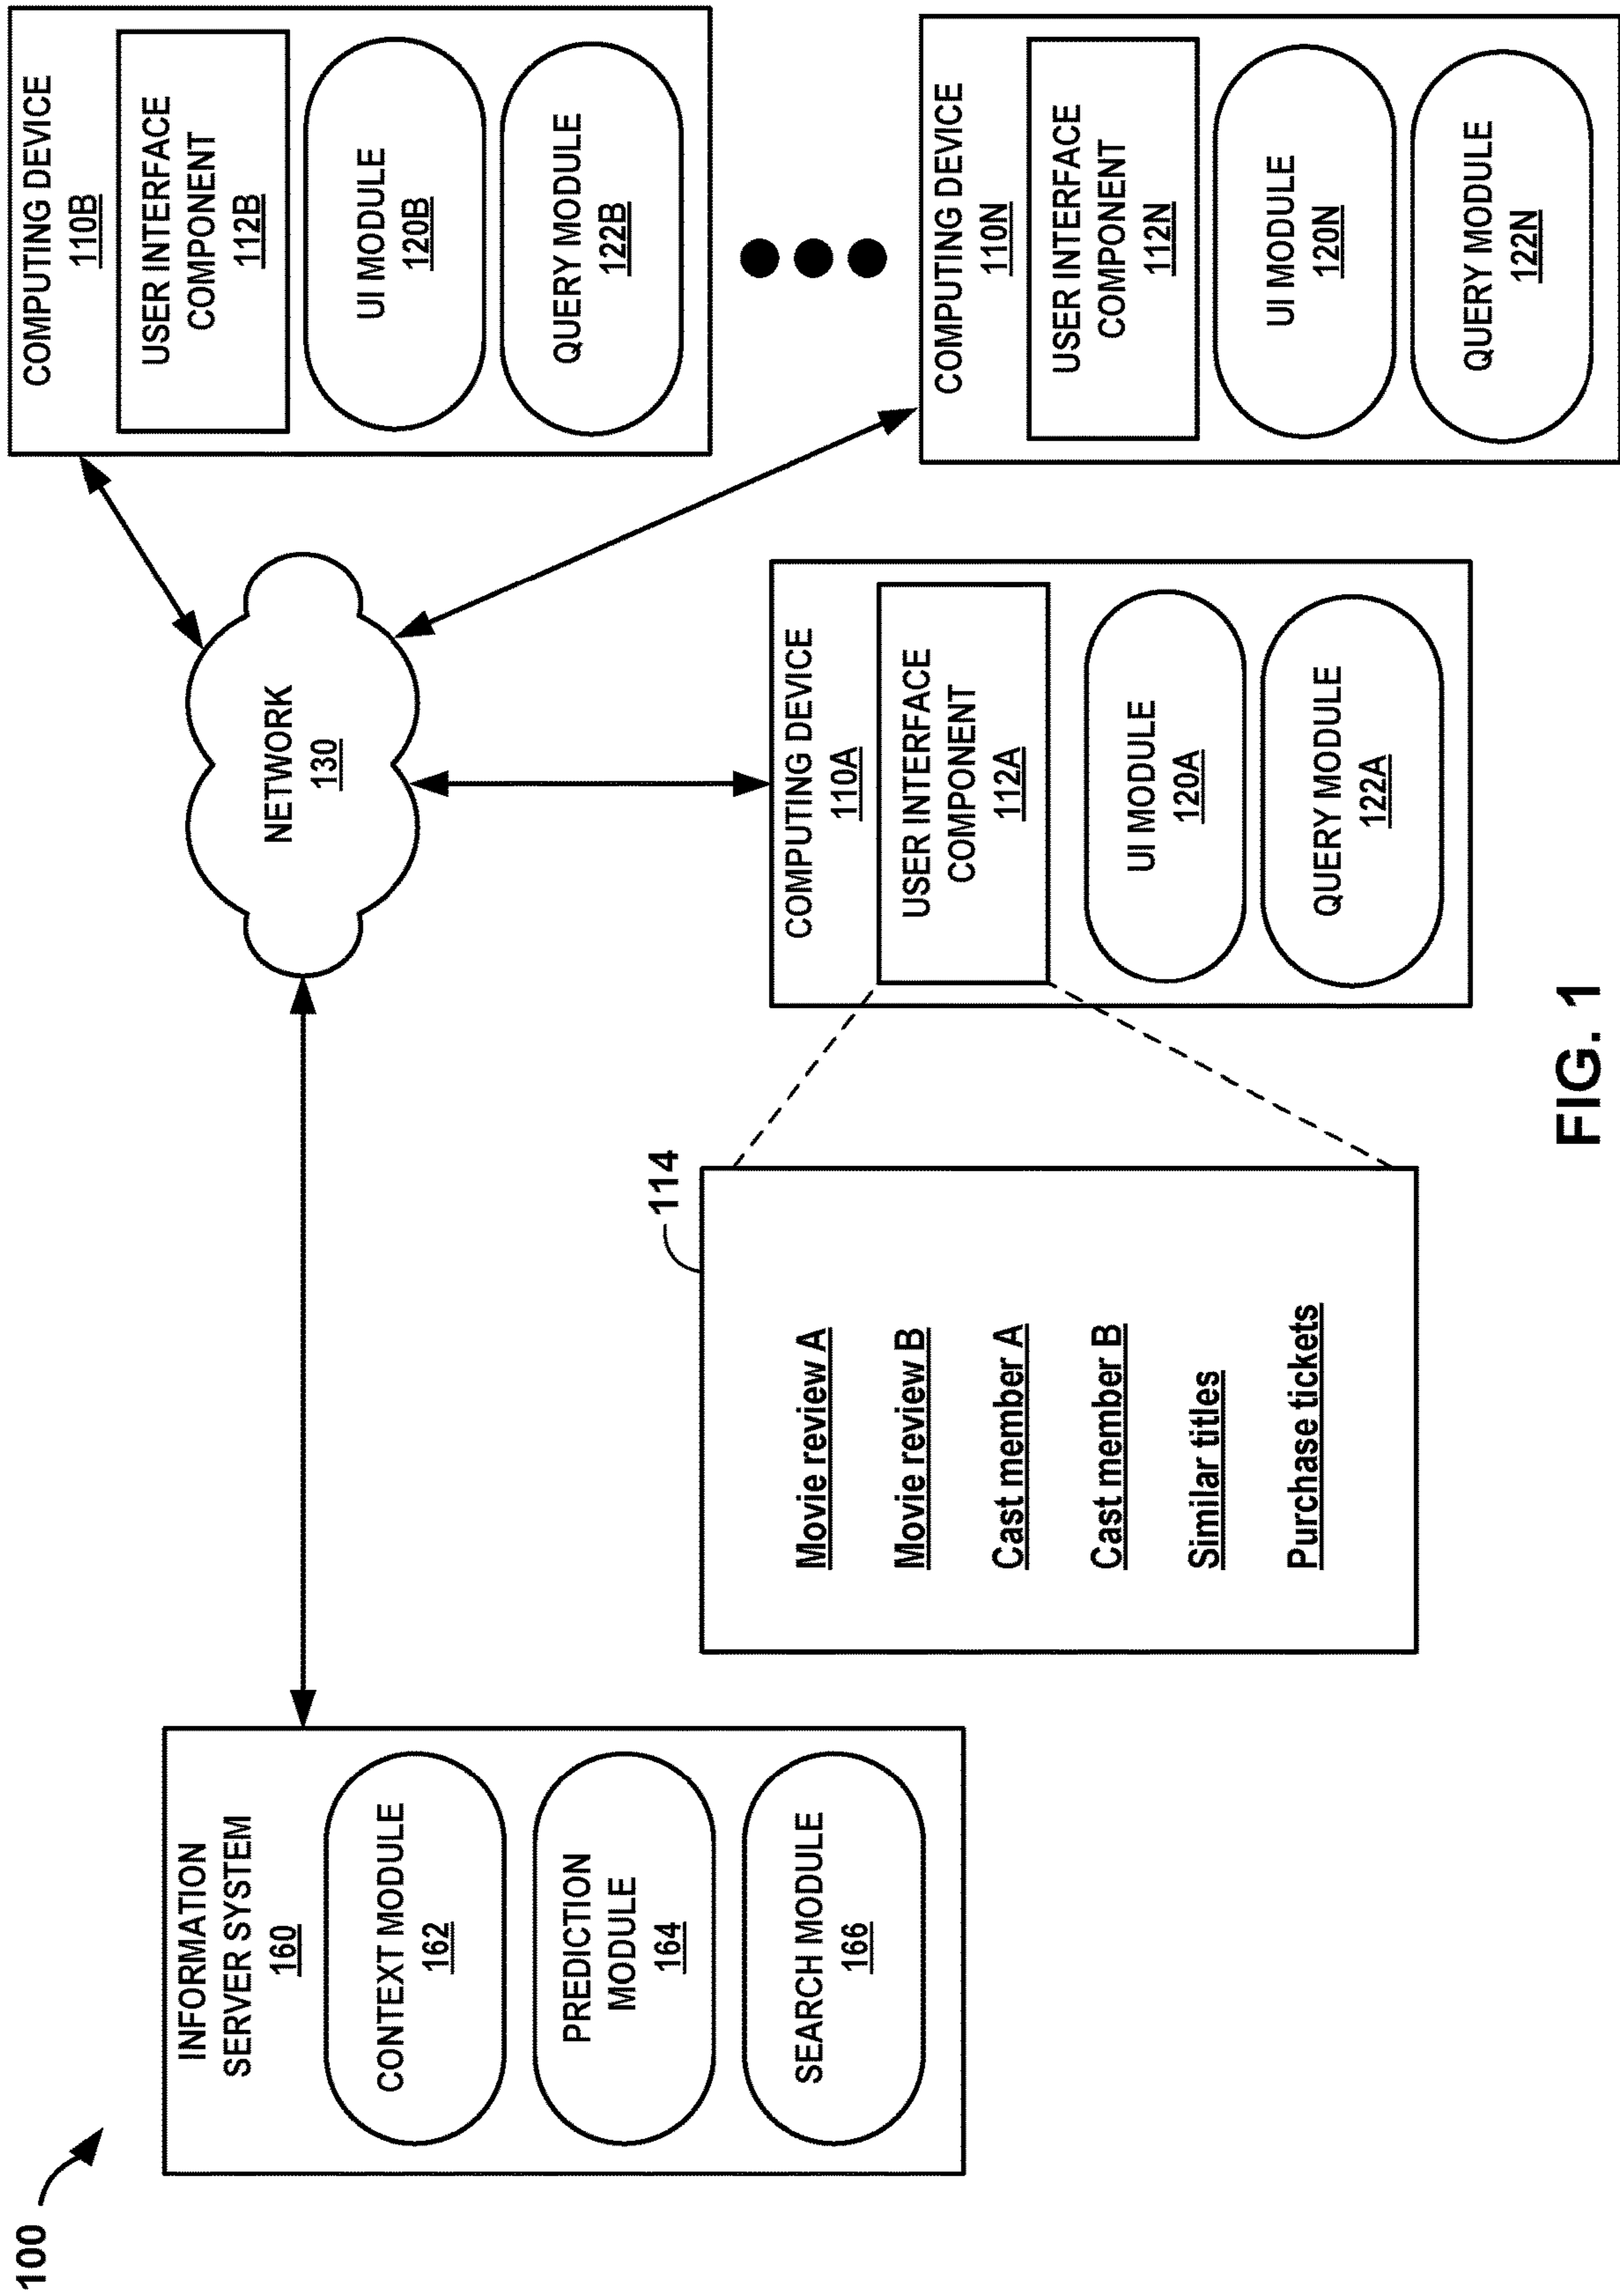 100
INFORMATION
SERVER SYSTEM
160
CONTEXT MODULE
162
PREDICTION
MODULE
164
SEARCH MODULE
166
NETWORK
130
114
Movie review A
Movie review B
Cast member A
Cast member B
Similar titles
Purchase tickets
COMPUTING DEVICE
110A
USER INTERFACE
COMPONENT
112A
UI MODULE
120A
QUERY MODULE
122A
COMPUTING DEVICE
110B
USER INTERFACE
COMPONENT
112B
UI MODULE
120B
QUERY MODULE
122B
COMPUTING DEVICE
110N
USER INTERFACE
COMPONENT
112N
UI MODULE
120N
QUERY MODULE
122N
FIG. 1